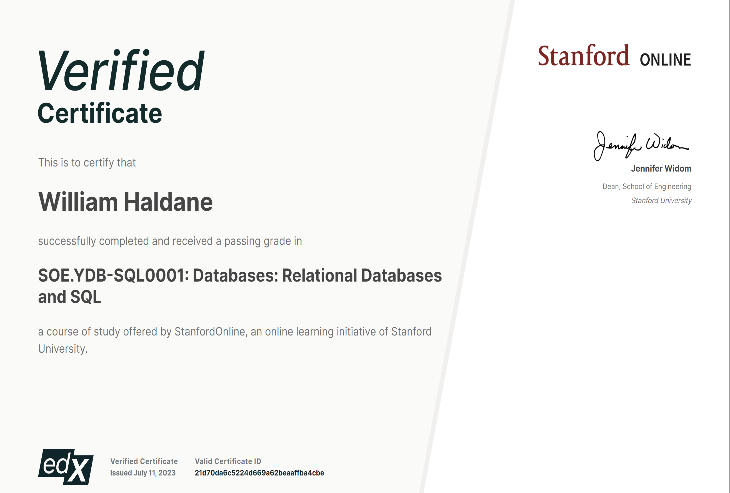 Verified
Certificate
This is to certify that
William Haldane
successfully completed and received a passing grade in
SOE.YDB-SQL0001: Databases: Relational Databases
and SQL
a course of study offered by StanfordOnline, an online learning initiative of Stanford
University.
edX
Verified Certificate
Issued July 11, 2023
Valid Certificate ID
21d70da6c5224d669a62beaaffba4cbe
Stanford ONLINE
Jennifer Widom
Jennifer Widom
Dean, School of Engineering
Stanford University